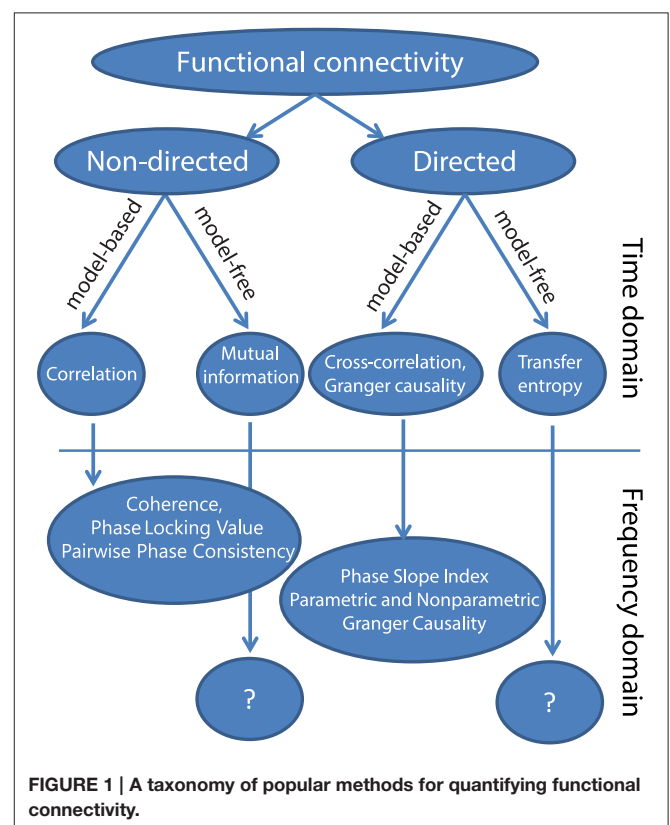 Functional connectivity
Non-directed
Directed
model-based
model-free
model-based
model-free
Time domain
Correlation
Mutual
information
Cross-correlation,
Granger causality
Transfer
entropy
Coherence,
Phase Locking Value
Pairwise Phase Consistency
Phase Slope Index
Parametric and Nonparametric
Granger Causality
Frequency domain
?
?
FIGURE 1 | A taxonomy of popular methods for quantifying functional
connectivity.